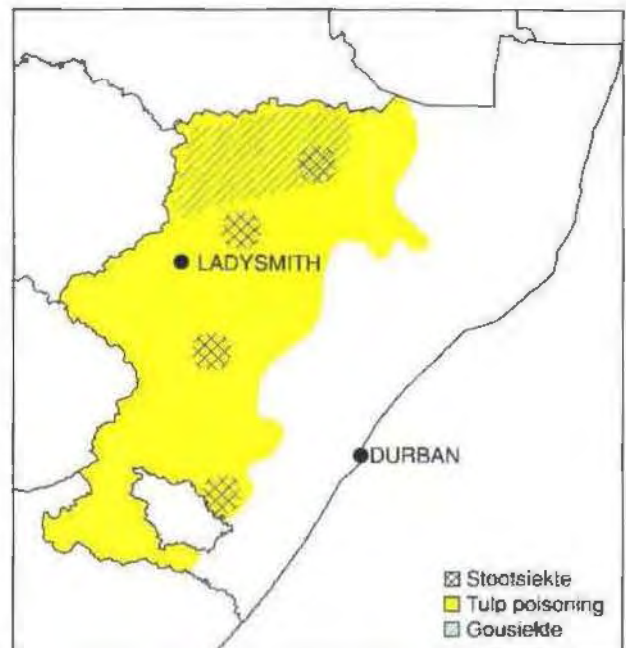 LADYSMITH
DURBAN
Stootsiekte
Tulp poisoning
Gousiekte